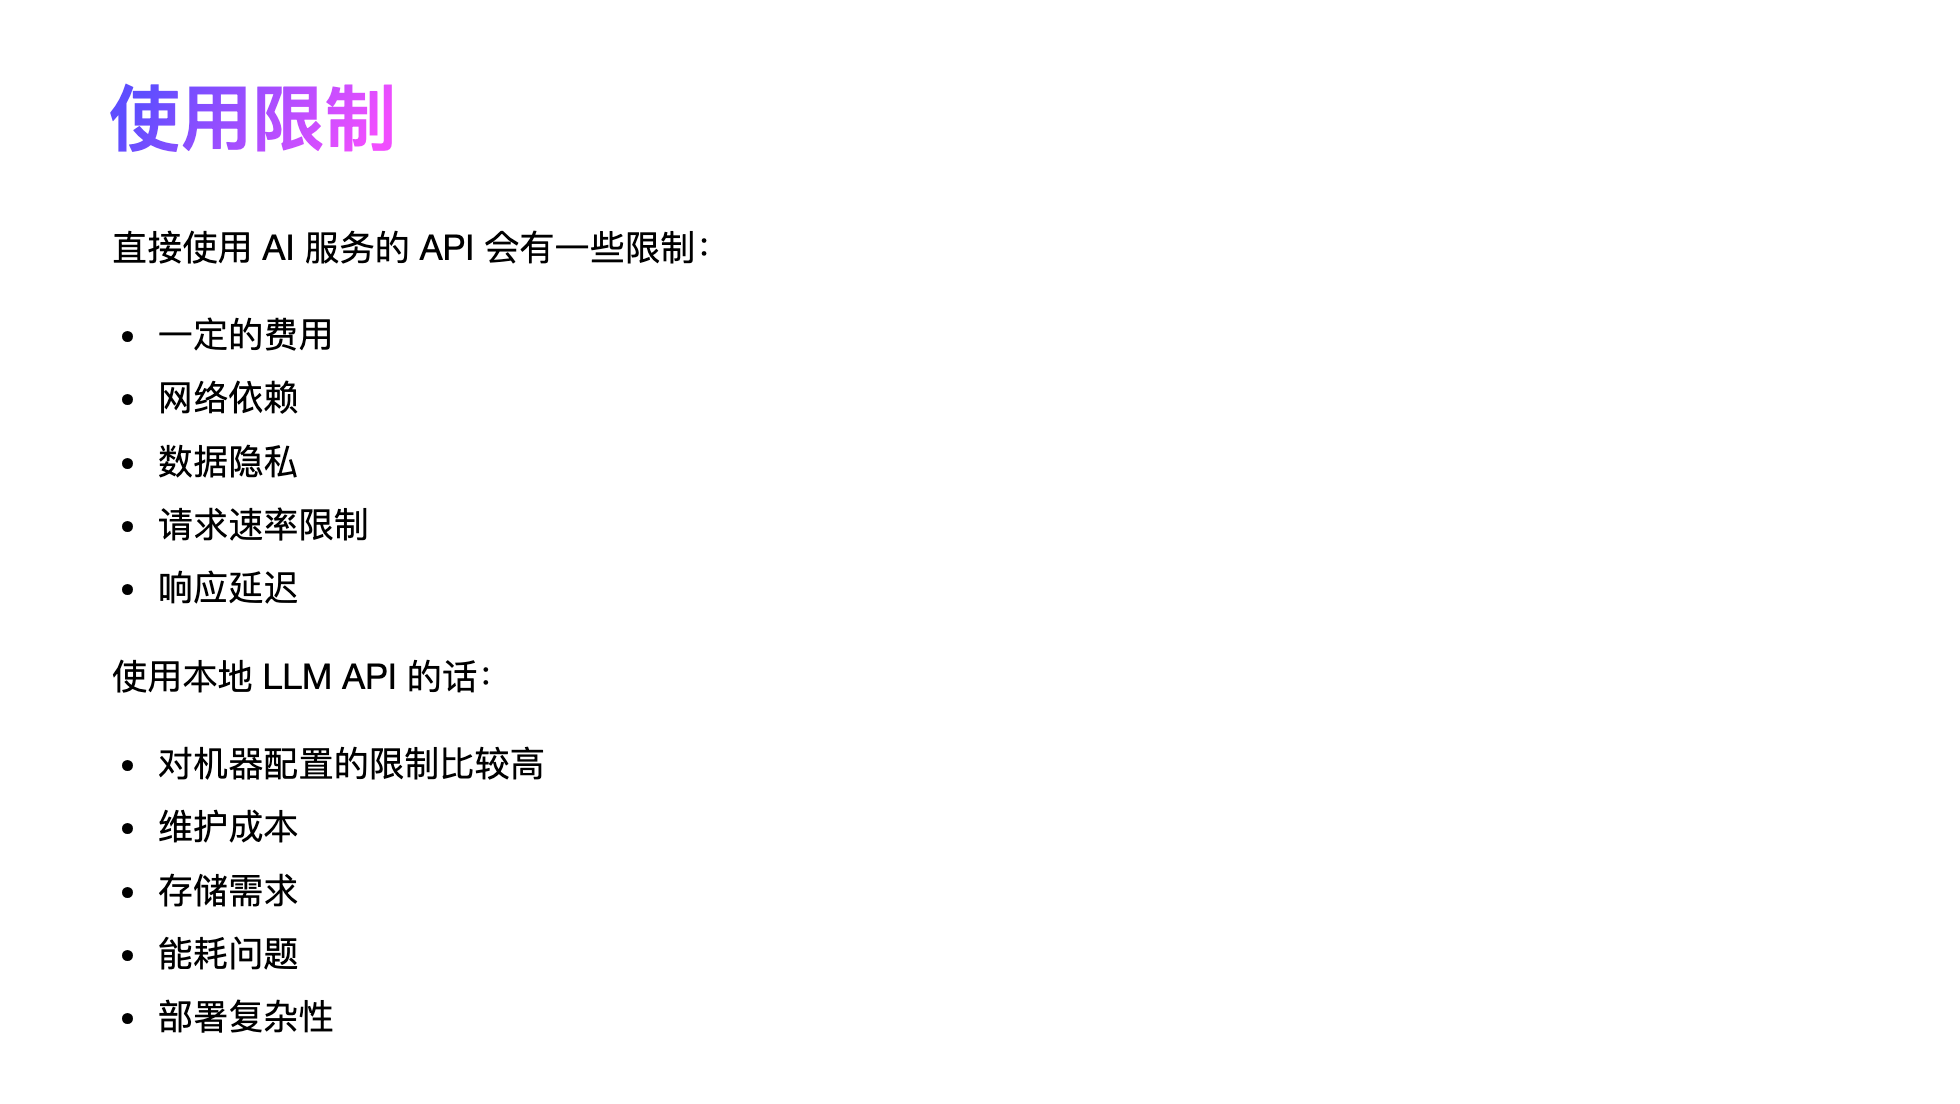 使用限制
直接使用 AI 服务的 API 会有一些限制：
• 一定的费用
• 网络依赖
• 数据隐私
• 请求速率限制
• 响应延迟
使用本地 LLM API 的话：
• 对机器配置的限制比较高
• 维护成本
• 存储需求
• 能耗问题
• 部署复杂性